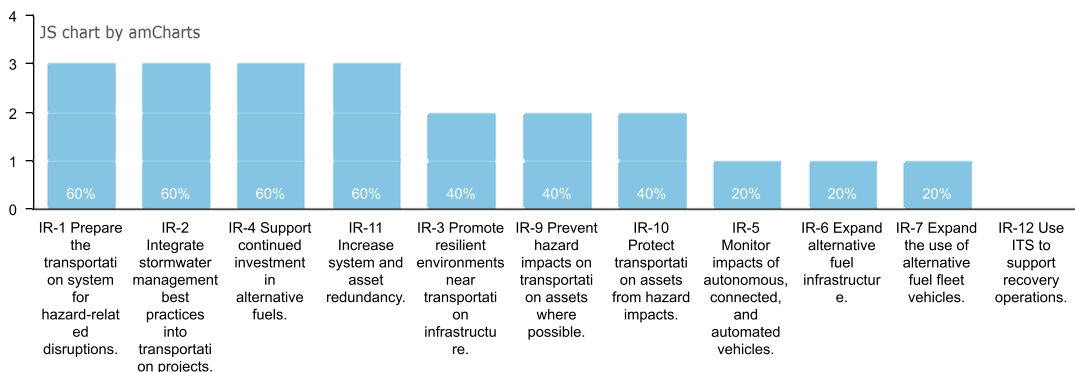 4
JS chart by amCharts
3
2
1
0
60%
60%
60%
60%
40%
40%
40%
20%
20%
20%
IR-1 Prepare
the
transportati
on system
for
hazard-relat
ed
disruptions.
IR-2
Integrate
stormwater
management
best
practices
into
transportati
on projects.
IR-4 Support
continued
investment
in
alternative
fuels.
IR-11
Increase
system and
asset
redundancy.
IR-3 Promote
resilient
environments
near
transportati
on
infrastructu
re.
IR-9 Prevent
hazard
impacts on
transportati
on assets
where
possible.
IR-10
Protect
transportati
on assets
from hazard
impacts.
IR-5
Monitor
impacts of
autonomous,
connected,
and
automated
vehicles.
IR-6 Expand
alternative
fuel
infrastructur
e.
IR-7 Expand
the use of
alternative
fuel fleet
vehicles.
IR-12 Use
ITS to
support
recovery
operations.